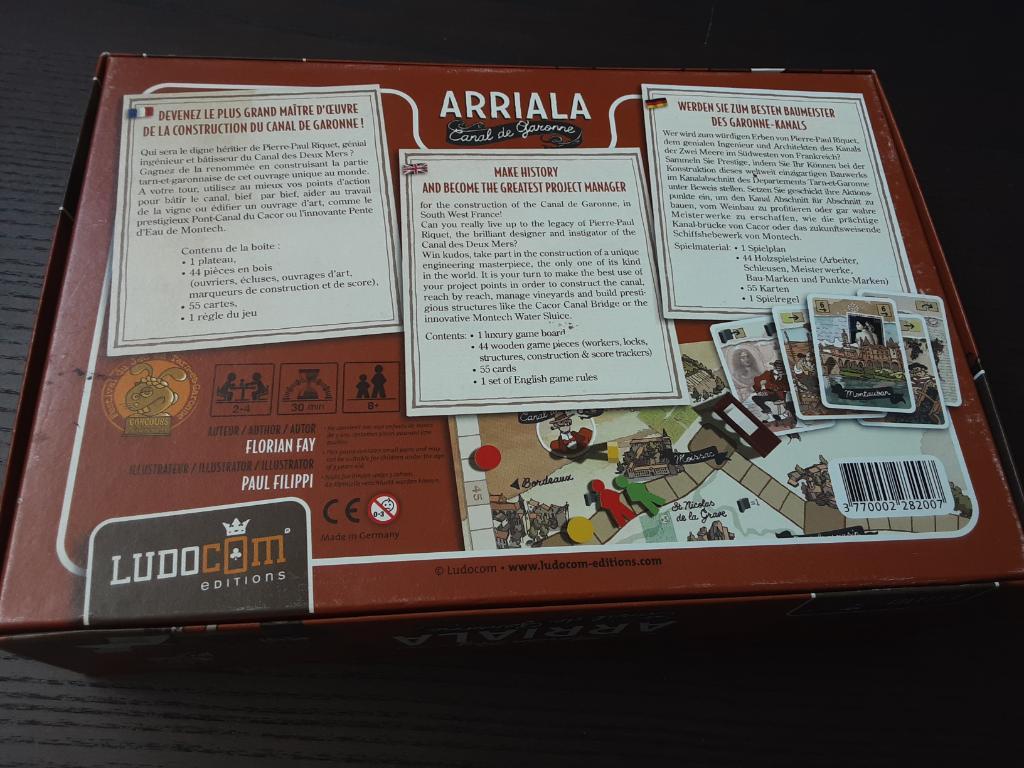 ARRIALA
Canal de Garonne
DEVENEZ LE PLUS GRAND MAÎTRE D'ŒUVRE
DE LA CONSTRUCTION DU CANAL DE GARONNE !
Qui sera le digne héritier de Pierre-Paul Riquet, génial
ingénieur et bâtisseur du Canal des Deux Mers ?
Gagnez de la renommée en construisant la partie
tarn-et-garonnaise de cet ouvrage unique au monde.
A votre tour, utilisez au mieux vos points d'action
pour bâtir le canal, bief par bief, aider au travail
de la vigne ou édifier un ouvrage d'art, comme le
prestigieux Pont-Canal du Cacor ou l'innovante Pente
d'Eau de Montech.
Contenu de la boite :
• 1 plateau,
• 44 pièces en bois
(ouvriers, écluses, ouvrages d'art,
marqueurs de construction et de score),
• 55 cartes,
• 1 règle du jeu
MAKE HISTORY
AND BECOME THE GREATEST PROJECT MANAGER
for the construction of the Canal de Garonne, in
South West France!
Can you really live up to the legacy of Pierre-Paul
Riquet, the brilliant designer and instigator of the
Canal des Deux Mers?
Win kudos, take part in the construction of a unique
engineering masterpiece, the only one of its kind
in the world. It is your turn to make the best use of
your project points in order to construct the canal,
reach by reach, manage vineyards and build presti-
gious structures like the Cacor Canal Bridge or the
innovative Montech Water Sluice.
Contents: • 1 luxury game board
• 44 wooden game pieces (workers, locks,
structures, construction & score trackers)
• 55 cards
• 1 set of English game rules
WERDEN SIE ZUM BESTEN BAUMEISTER
DES GARONNE-KANALS
Wer wird zum würdigen Erben von Pierre-Paul Riquet,
dem genialen Ingenieur und Architekten des Kanals
der Zwei Meere im Südwesten von Frankreich?
Sammeln Sie Prestige, indem Sie Ihr Können bei der
Konstruktion dieses weltweit einzigartigen Bauwerks
im Kanalabschnitt des Departements Tarn-et-Garonne
unter Beweis stellen. Setzen Sie geschickt ihre Aktions-
punkte ein, um den Kanal Abschnitt für Abschnitt zu
bauen, vom Weinbau zu profitieren oder gar wahre
Meisterwerke zu erschaffen, wie die prächtige
Kanal-brücke von Cacor oder das zukunftsweisende
Schiffshebewerk von Montech.
Spielmaterial: • 1 Spielplan
• 44 Holzspielsteine (Arbeiter,
Schleusen, Meisterwerke,
Bau-Marken und Punkte-Marken)
• 55 Karten
• 1 Spielregel
CONCOURS
2-4
30 min
8+
AUTEUR / AUTHOR / AUTOR
FLORIAN FAY
ILLUSTRATEUR / ILLUSTRATOR / ILLUSTRATOR
PAUL FILIPPI
CE
0-3
Made in Germany
Montauban
Canal
Moissac
Bordeaux
St Nicolas
de la Grave
45
3 770002 282007
LUDOCOM
EDITIONS
© Ludocom • www.ludocom-editions.com
ARRIALA